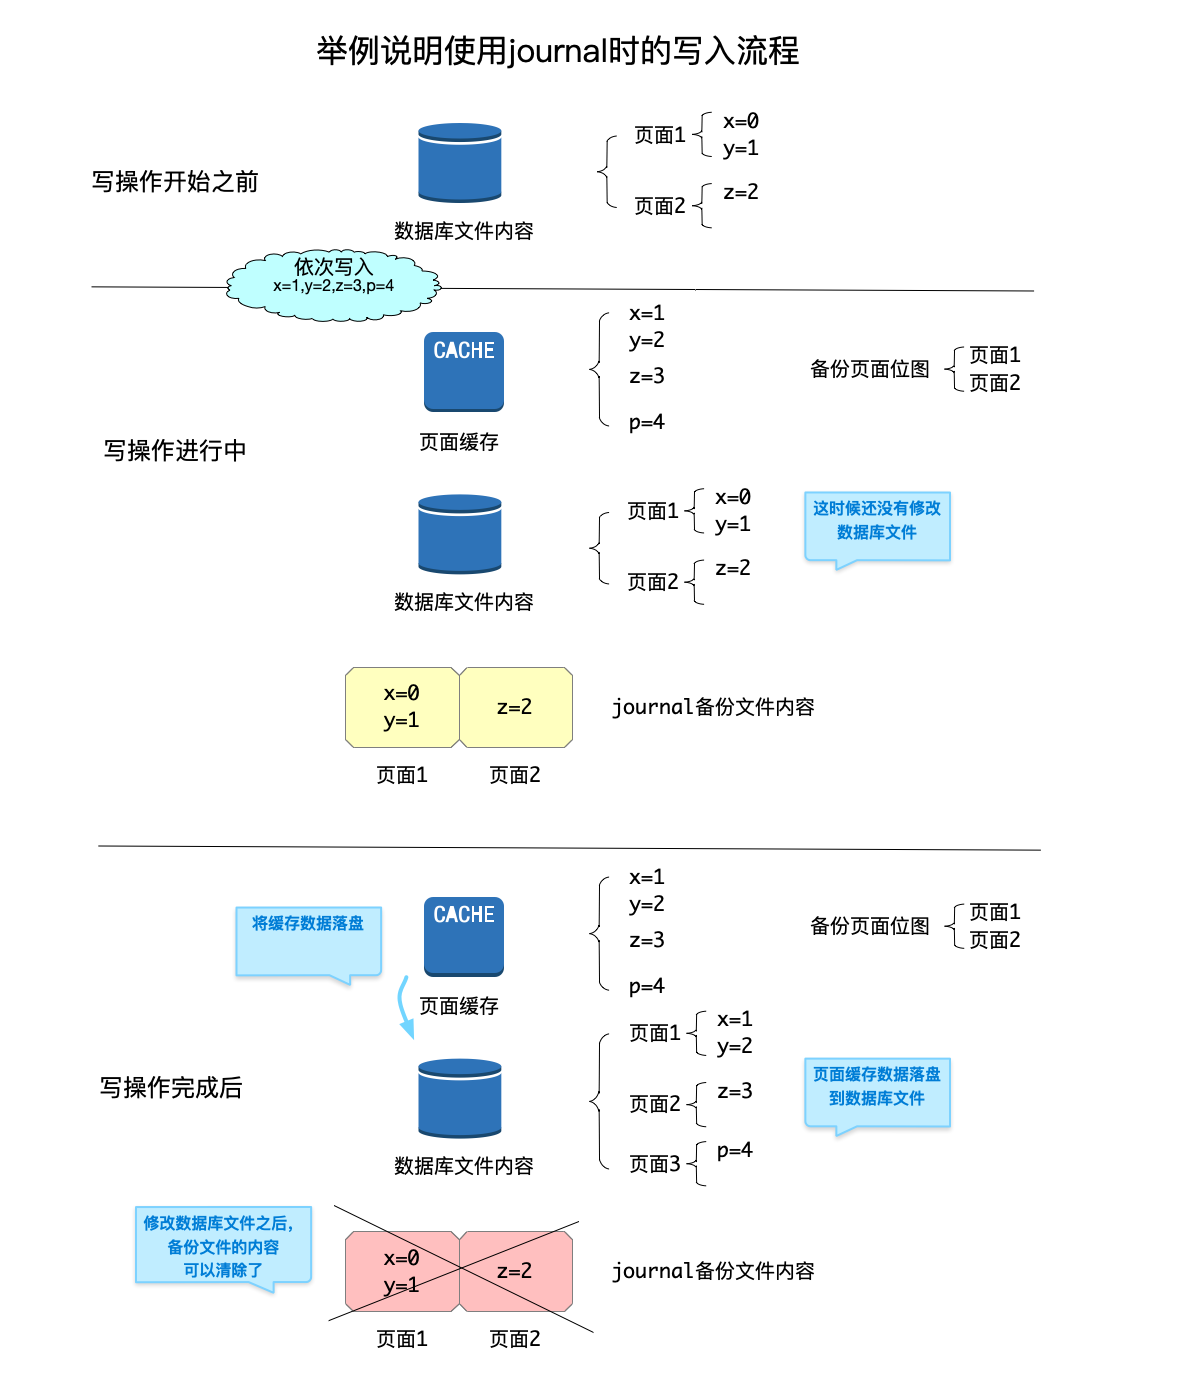 举例说明使用journal时的写入流程
写操作开始之前
数据库文件内容
页面1
x=0
y=1
页面2
z=2
依次写入
x=1,y=2,z=3,p=4
写操作进行中
CACHE
页面缓存
x=1
y=2
z=3
p=4
备份页面位图
页面1
页面2
数据库文件内容
页面1
x=0
y=1
页面2
z=2
这时候还没有修改
数据库文件
x=0
y=1
z=2
页面1
页面2
journal备份文件内容
写操作完成后
将缓存数据落盘
CACHE
页面缓存
x=1
y=2
z=3
p=4
备份页面位图
页面1
页面2
数据库文件内容
页面1
x=1
y=2
页面2
z=3
页面3
p=4
页面缓存数据落盘
到数据库文件
修改数据库文件之后，
备份文件的内容
可以清除了
x=0
y=1
z=2
页面1
页面2
journal备份文件内容